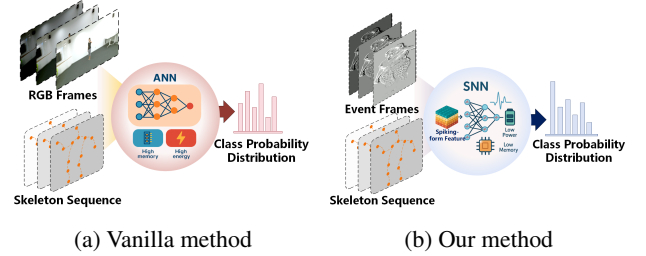 RGB Frames
Skeleton Sequence
ANN
High
memory
High
energy
Class Probability
Distribution
(a) Vanilla method
Event Frames
Skeleton Sequence
SNN
Spiking-
form Feature
Low
Power
Low
Memory
Class Probability
Distribution
(b) Our method